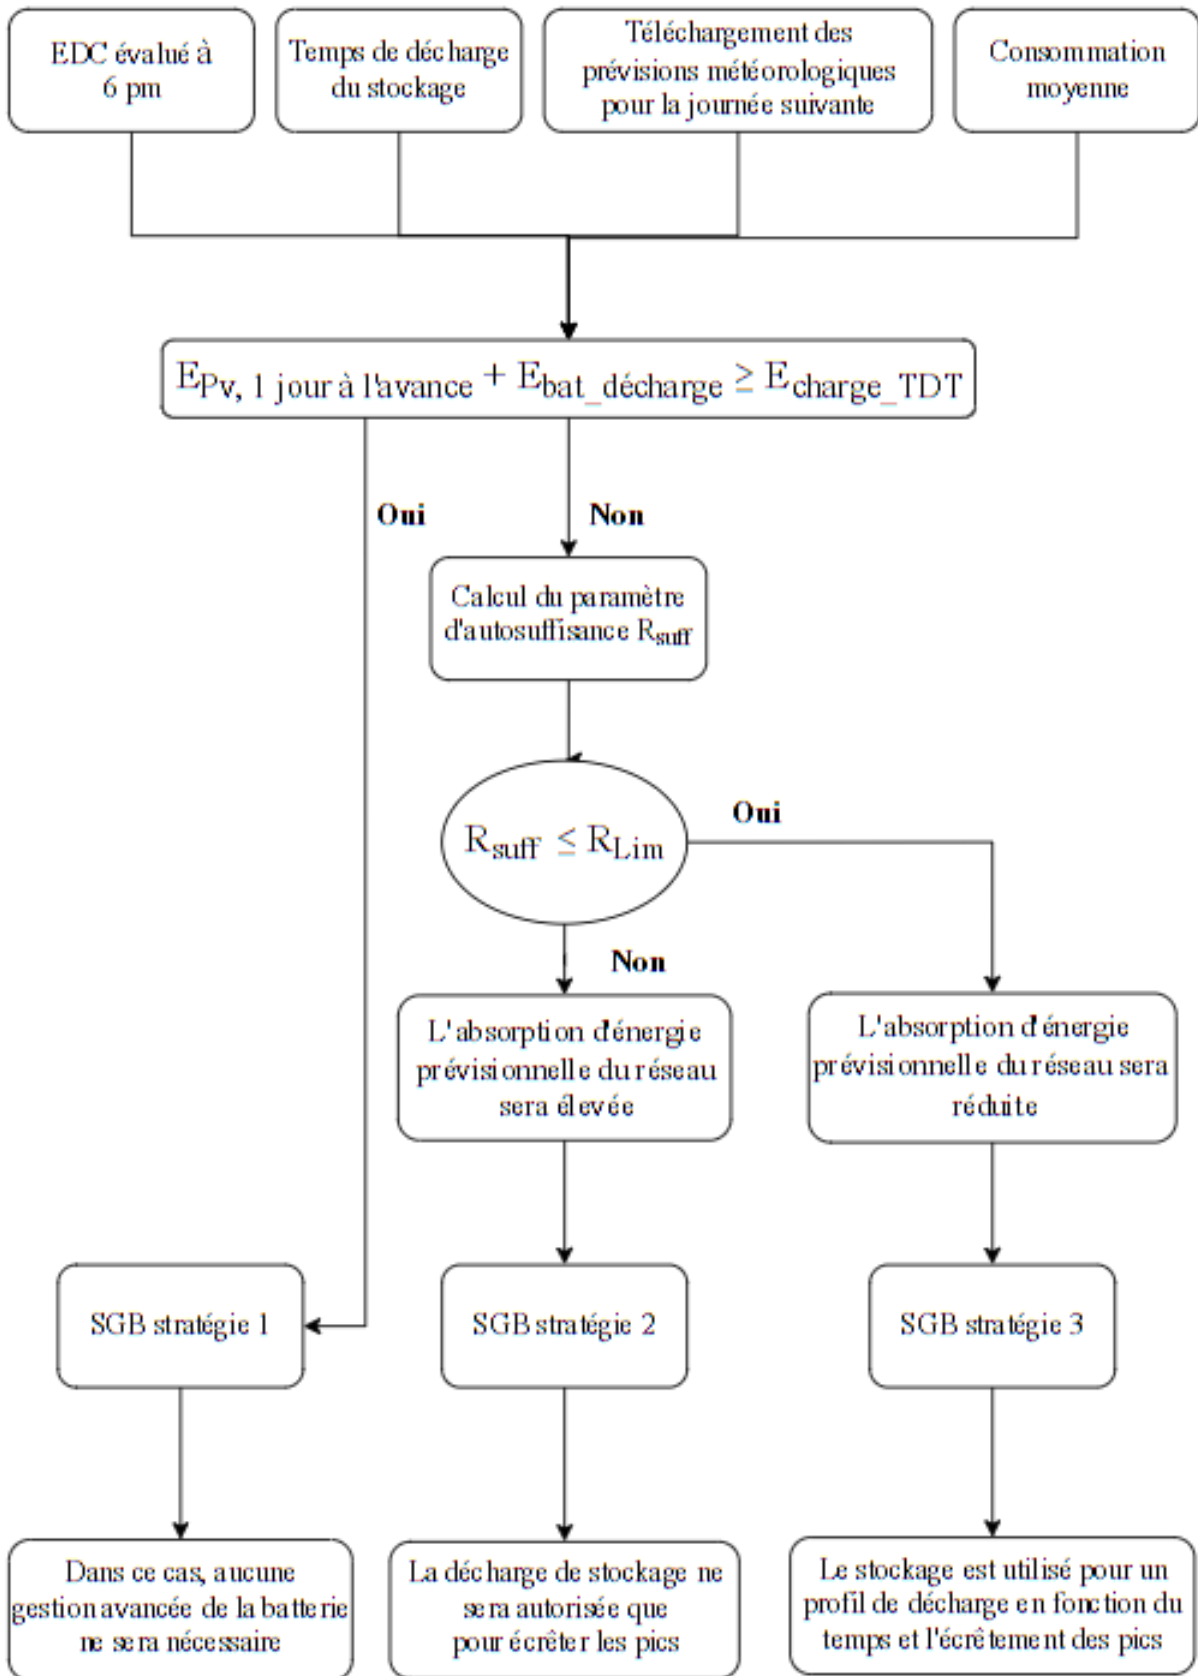 EDC évalué à
6 pm
Temps de décharge
du stockage
Téléchargement des
prévisions météorologiques
pour la journée suivante
Consommation
moyenne
EPv, 1 jour à l'avance + Ebat_décharge ≥ Echarge_TDT
Oui
Non
Calcul du paramètre
d'autosuffisance Rsuff
Rsuff ≤ RLim
Oui
Non
L'absorption d'énergie
prévisionnelle du réseau
sera élevée
L'absorption d'énergie
prévisionnelle du réseau sera
réduite
SGB stratégie 1
SGB stratégie 2
SGB stratégie 3
Dans ce cas, aucune
gestion avancée de la batterie
ne sera nécessaire
La décharge de stockage ne
sera autorisée que
pour écrêter les pics
Le stockage est utilisé pour un
profil de décharge en fonction du
temps et l'écrêtement des pics